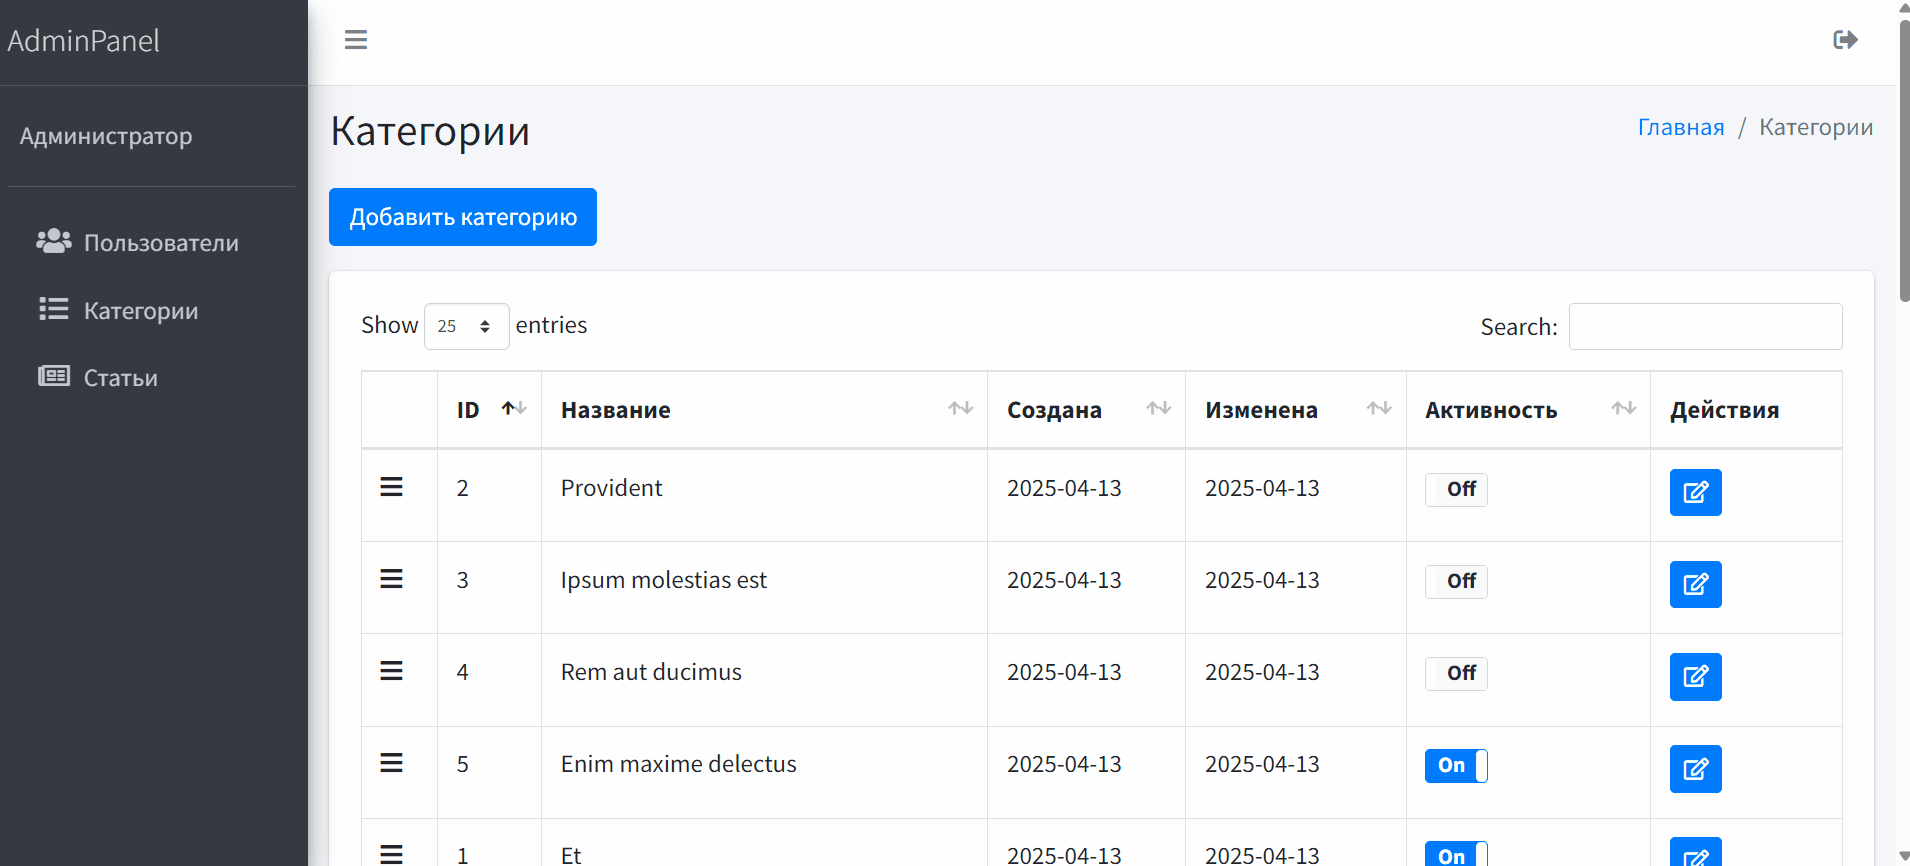 AdminPanel
Администратор
Пользователи
Категории
Статьи
Категории
Главная / Категории
Добавить категорию
Show 25 entries
Search:
ID Название Создана Изменена Активность Действия
2 Provident 2025-04-13 2025-04-13 Off
3 Ipsum molestias est 2025-04-13 2025-04-13 Off
4 Rem aut ducimus 2025-04-13 2025-04-13 Off
5 Enim maxime delectus 2025-04-13 2025-04-13 On
1 Et 2025-04-13 2025-04-13 On